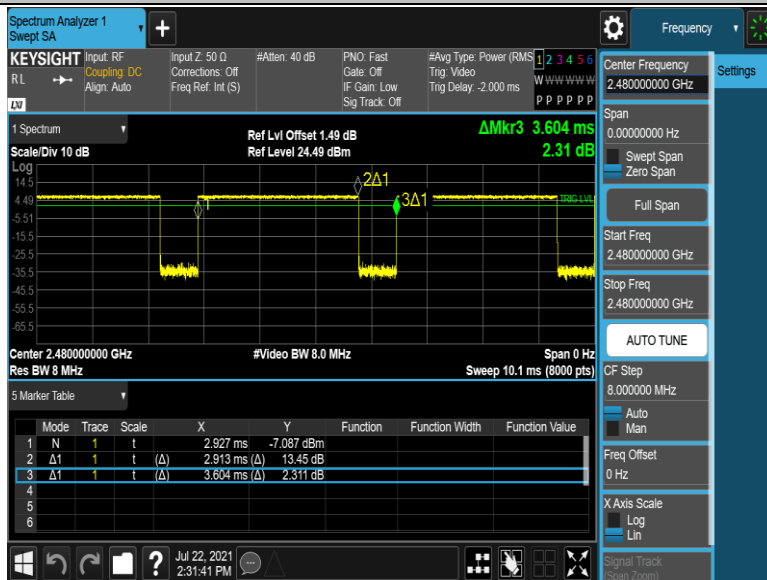 Spectrum Analyzer 1
Swept SA
+
Frequency
KEYSIGHT
RL
LXI
Input: RF
Coupling: DC
Align: Auto
Input Z: 50 Ω
Corrections: Off
Freq Ref: Int (S)
#Atten: 40 dB
PNO: Fast
Gate: Off
IF Gain: Low
Sig Track: Off
#Avg Type: Power (RMS
Trig: Video
Trig Delay: -2.000 ms
1 2 3 4 5 6
W W W W W W
P P P P P P
1 Spectrum
Scale/Div 10 dB
Ref Lvl Offset 1.49 dB
Ref Level 24.49 dBm
ΔMkr3 3.604 ms
2.31 dB
Log
14.5
4.49
-5.51
-15.5
-25.5
-35.5
-45.5
-55.5
-65.5
1
2Δ1
3Δ1
TRIG LVL
Center 2.480000000 GHz
#Video BW 8.0 MHz
Span 0 Hz
Res BW 8 MHz
Sweep 10.1 ms (8000 pts)
5 Marker Table
Mode Trace Scale X Y Function Function Width Function Value
1 N 1 t 2.927 ms -7.087 dBm
2 Δ1 1 t (Δ) 2.913 ms (Δ) 13.45 dB
3 Δ1 1 t (Δ) 3.604 ms (Δ) 2.311 dB
4
5
6
?
Jul 22, 2021
2:31:41 PM
Center Frequency
2.480000000 GHz
Span
0.00000000 Hz
Swept Span
Zero Span
Full Span
Start Freq
2.480000000 GHz
Stop Freq
2.480000000 GHz
AUTO TUNE
CF Step
8.000000 MHz
Auto
Man
Freq Offset
0 Hz
X Axis Scale
Log
Lin
Signal Track
(Span Zoom)
Settings